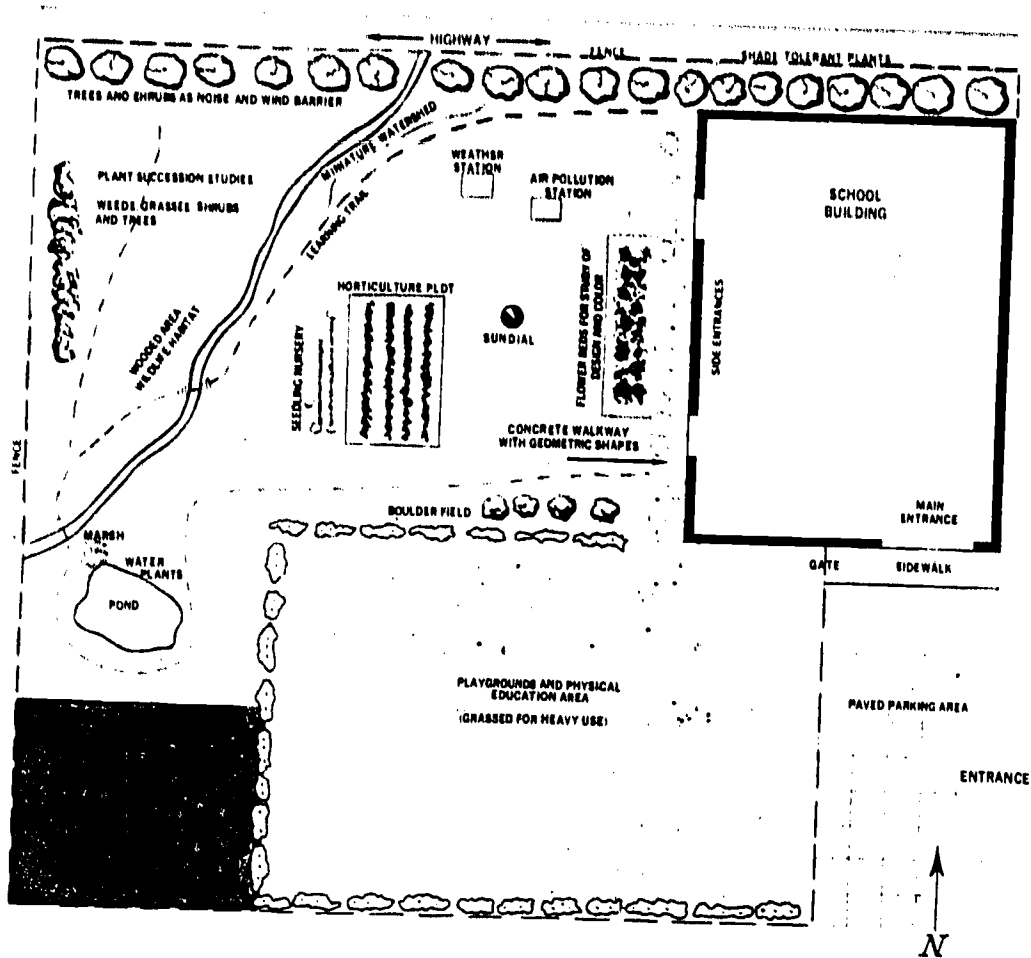 HIGHWAY
FENCE
SHADE TOLERANT PLANTS
TREES AND SHRUBS AS NOISE AND WIND BARRIER
MINIATURE WATERSHED
WEATHER
STATION
AIR POLLUTION
STATION
SCHOOL
BUILDING
PLANT SUCCESSION STUDIES
WEEDS, GRASSES, SHRUBS
AND TREES
LEARNING TRAIL
HORTICULTURE PLOT
WOODED AREA
WILDLIFE HABITAT
SEEDLING NURSERY
SUNDIAL
FLOWER BEDS FOR STUDY OF
DESIGN AND COLOR
SIDE ENTRANCES
CONCRETE WALKWAY
WITH GEOMETRIC SHAPES
FENCE
BOULDER FIELD
MAIN
ENTRANCE
MARSH
WATER
PLANTS
POND
GATE
SIDEWALK
PLAYGROUNDS AND PHYSICAL
EDUCATION AREA
(GRASSED FOR HEAVY USE)
PAVED PARKING AREA
ENTRANCE
N